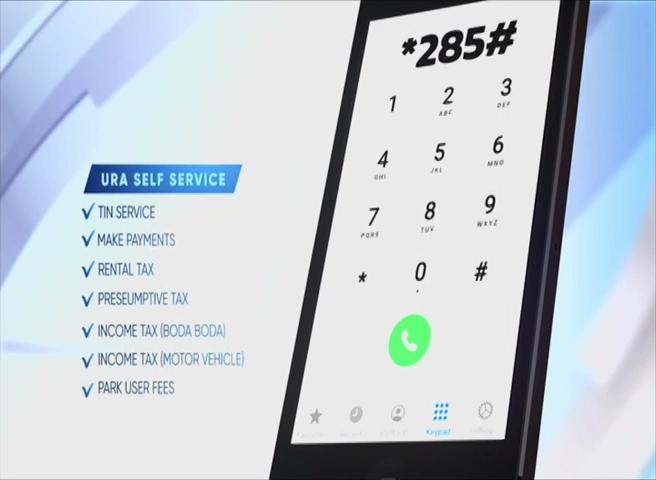 *285#
1
2
ABC
3
DEF
4
GHI
5
JKL
6
MNO
7
PQRS
8
TUV
9
WXYZ
*
0
#
Keypad
URA SELF SERVICE
TIN SERVICE
MAKE PAYMENTS
RENTAL TAX
PRESEUMPTIVE TAX
INCOME TAX (BODA BODA)
INCOME TAX (MOTOR VEHICLE)
PARK USER FEES